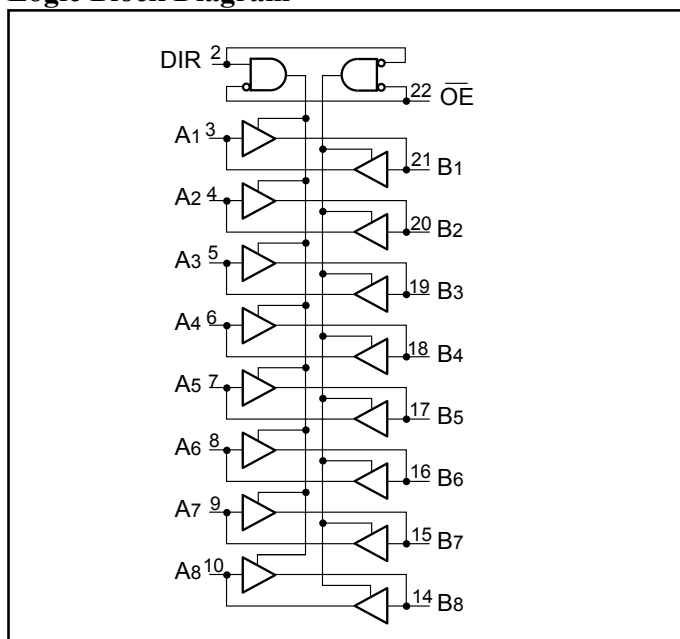 Logic Block Diagram
DIR 2
22 OE
A1 3
21 B1
A2 4
20 B2
A3 5
19 B3
A4 6
18 B4
A5 7
17 B5
A6 8
16 B6
A7 9
15 B7
A8 10
14 B8